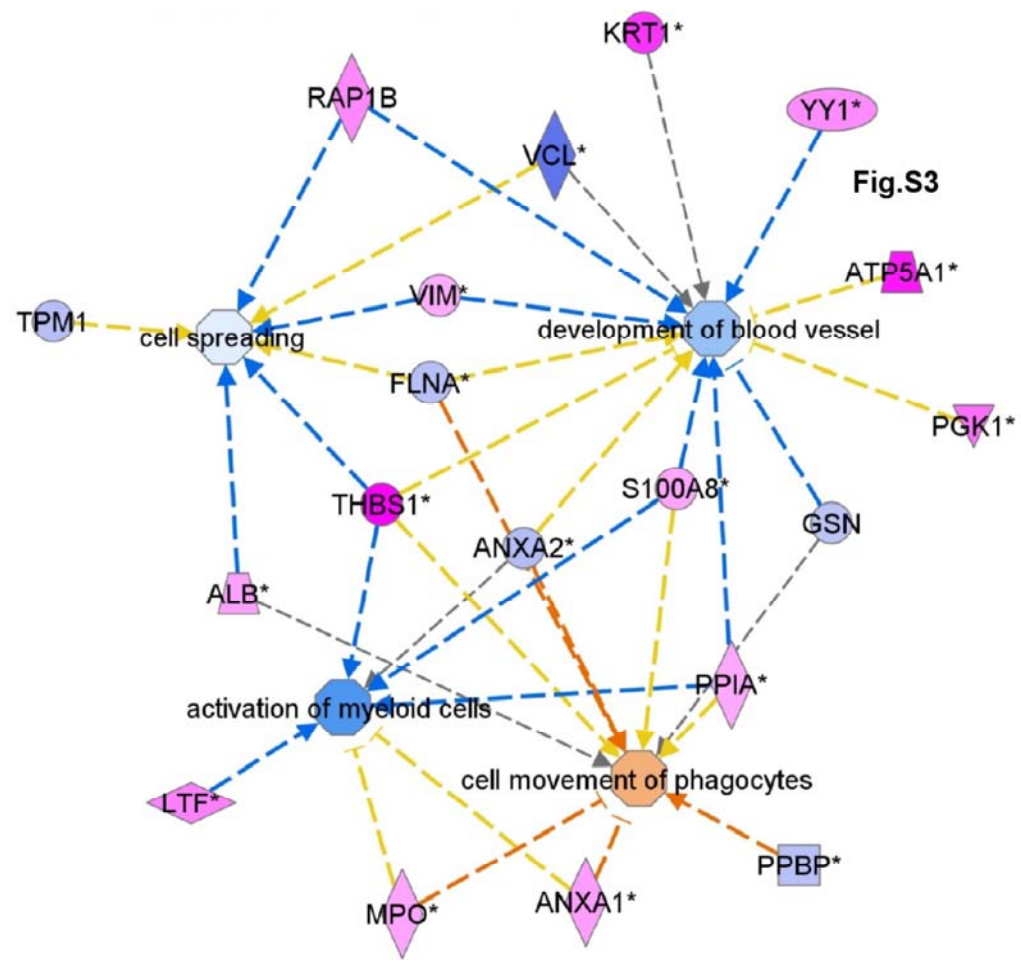 KRT1*
RAP1B
YY1*
VCL*
Fig.S3
ATP5A1*
VIM*
TPM1
development of blood vessel
cell spreading
FLNA*
PGK1*
S100A8*
THBS1*
GSN
ANXA2*
ALB*
PPIA*
activation of myeloid cells
cell movement of phagocytes
LTF*
PPBP*
ANXA1*
MPO*